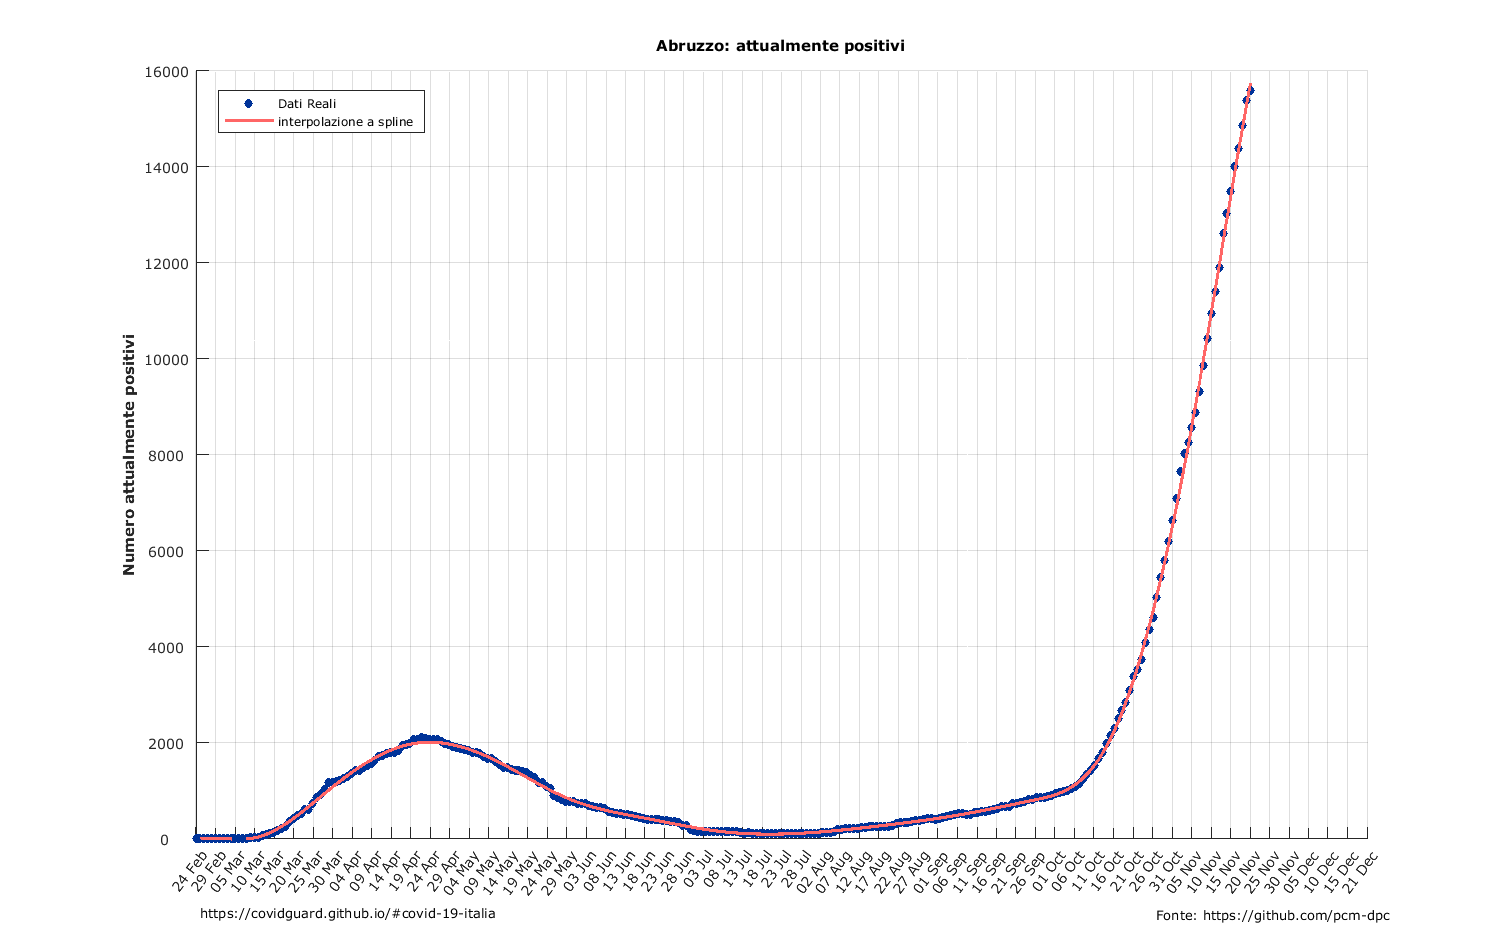 Abruzzo: attualmente positivi
Dati Reali
interpolazione a spline
Numero attualmente positivi
16000
14000
12000
10000
8000
6000
4000
2000
0
24 Feb
29 Feb
05 Mar
10 Mar
15 Mar
20 Mar
25 Mar
30 Mar
04 Apr
09 Apr
14 Apr
19 Apr
24 Apr
29 Apr
04 May
09 May
14 May
19 May
24 May
29 May
03 Jun
08 Jun
13 Jun
18 Jun
23 Jun
28 Jun
03 Jul
08 Jul
13 Jul
18 Jul
23 Jul
28 Jul
02 Aug
07 Aug
12 Aug
17 Aug
22 Aug
27 Aug
01 Sep
06 Sep
11 Sep
16 Sep
21 Sep
26 Sep
01 Oct
06 Oct
11 Oct
16 Oct
21 Oct
26 Oct
31 Oct
05 Nov
10 Nov
15 Nov
20 Nov
25 Nov
30 Nov
05 Dec
10 Dec
15 Dec
21 Dec
https://covidguard.github.io/#covid-19-italia
Fonte: https://github.com/pcm-dpc